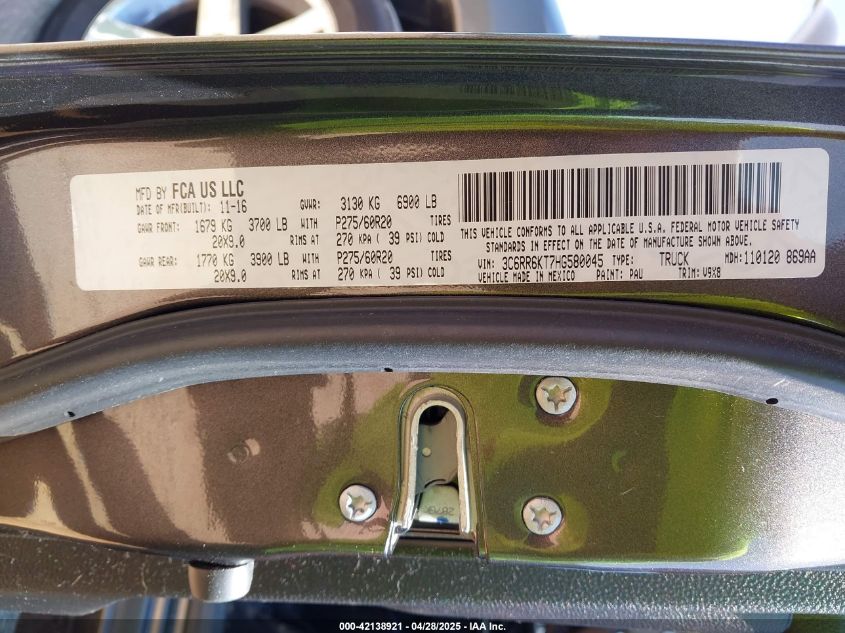 MFD BY FCA US LLC
DATE OF MFR(BUILT): 11-16 GVWR: 3130 KG 6900 LB
GAWR FRONT: 1679 KG 3700 LB WITH P275/60R20 TIRES
20X9.0 RIMS AT 270 KPA ( 39 PSI) COLD
GAWR REAR: 1770 KG 3900 LB WITH P275/60R20 TIRES
20X9.0 RIMS AT 270 KPA ( 39 PSI) COLD
THIS VEHICLE CONFORMS TO ALL APPLICABLE U.S.A. FEDERAL MOTOR VEHICLE SAFETY
STANDARDS IN EFFECT ON THE DATE OF MANUFACTURE SHOWN ABOVE.
VIN: 3C6RR6KT7HG580045 TYPE: TRUCK MDH: 110120 869AA
VEHICLE MADE IN MEXICO PAINT: PAU TRIM: V9X8
000-42138921 - 04/28/2025 - IAA Inc.